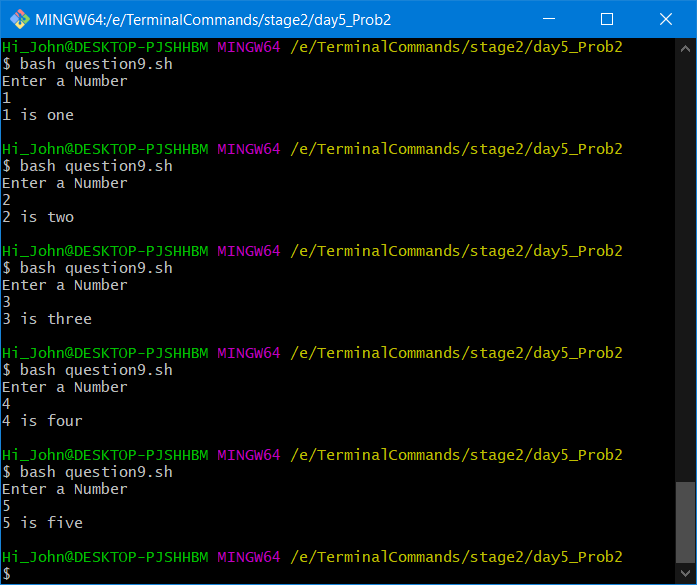 MINGW64:/e/TerminalCommands/stage2/day5_Prob2
Hi_John@DESKTOP-PJSHHBM MINGW64 /e/TerminalCommands/stage2/day5_Prob2
$ bash question9.sh
Enter a Number
1
1 is one
Hi_John@DESKTOP-PJSHHBM MINGW64 /e/TerminalCommands/stage2/day5_Prob2
$ bash question9.sh
Enter a Number
2
2 is two
Hi_John@DESKTOP-PJSHHBM MINGW64 /e/TerminalCommands/stage2/day5_Prob2
$ bash question9.sh
Enter a Number
3
3 is three
Hi_John@DESKTOP-PJSHHBM MINGW64 /e/TerminalCommands/stage2/day5_Prob2
$ bash question9.sh
Enter a Number
4
4 is four
Hi_John@DESKTOP-PJSHHBM MINGW64 /e/TerminalCommands/stage2/day5_Prob2
$ bash question9.sh
Enter a Number
5
5 is five
Hi_John@DESKTOP-PJSHHBM MINGW64 /e/TerminalCommands/stage2/day5_Prob2
$